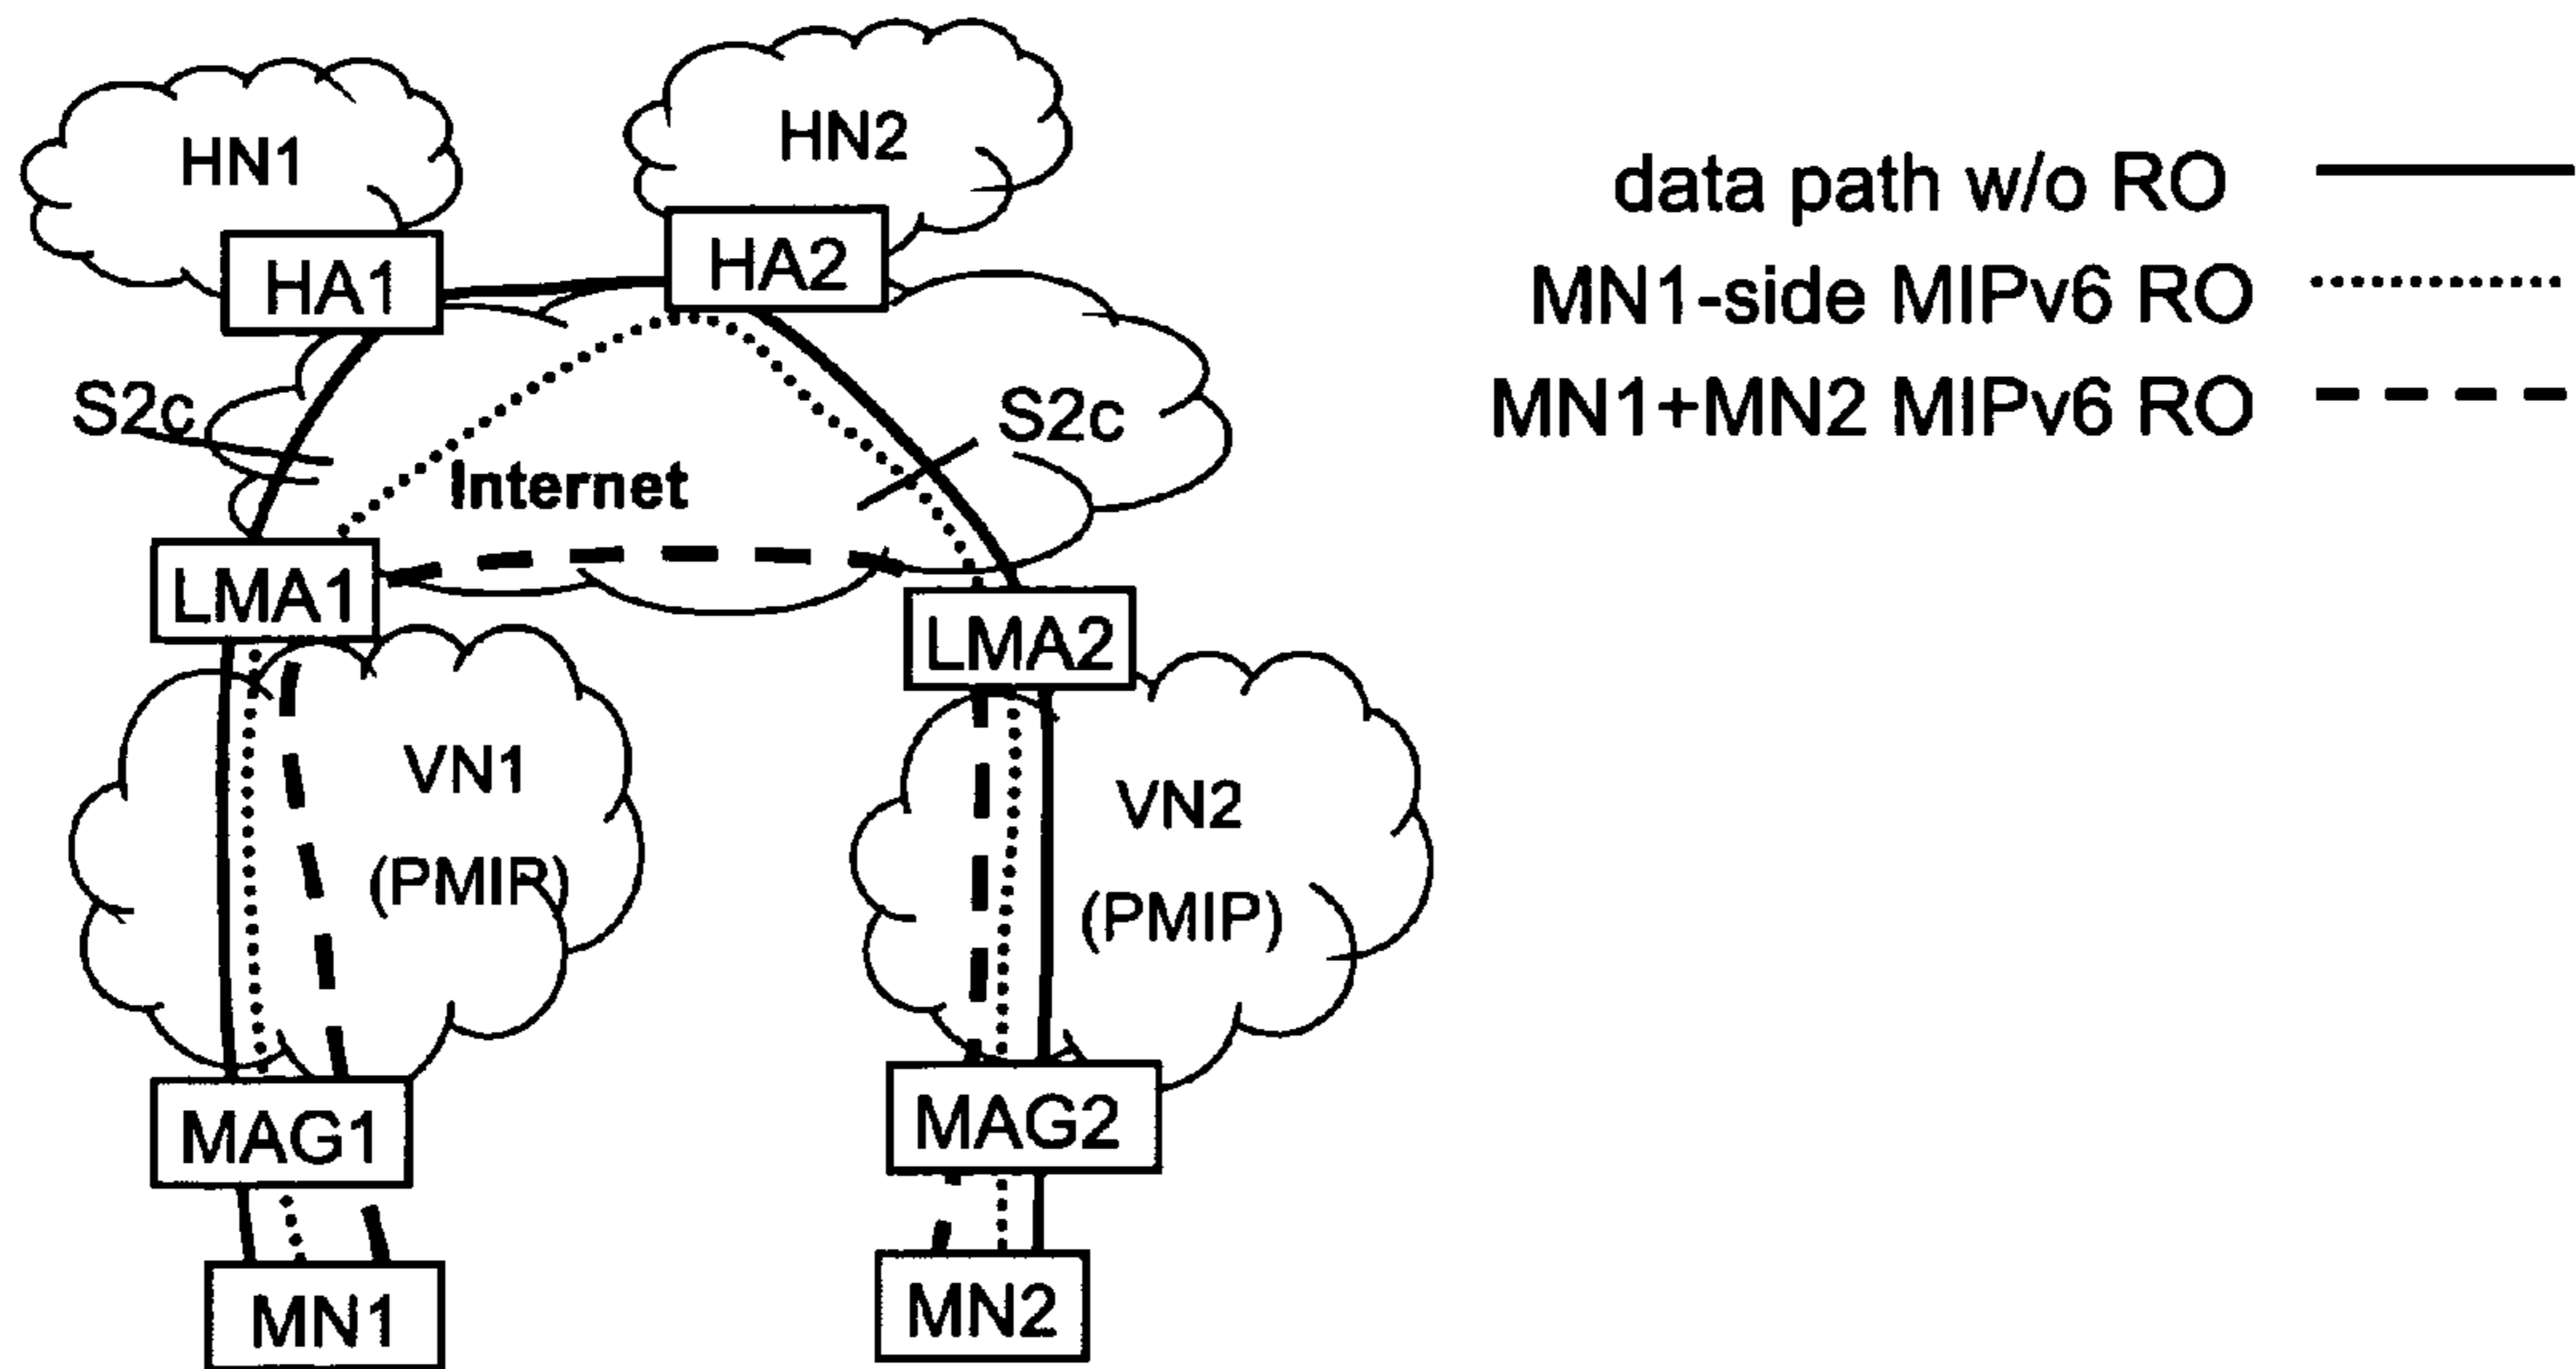 HN1
HN2
HA1
HA2
data path w/o RO
MN1-side MIPv6 RO
MN1+MN2 MIPv6 RO
S2c
S2c
Internet
LMA1
LMA2
VN1
(PMIP)
VN2
(PMIP)
MAG1
MAG2
MN1
MN2